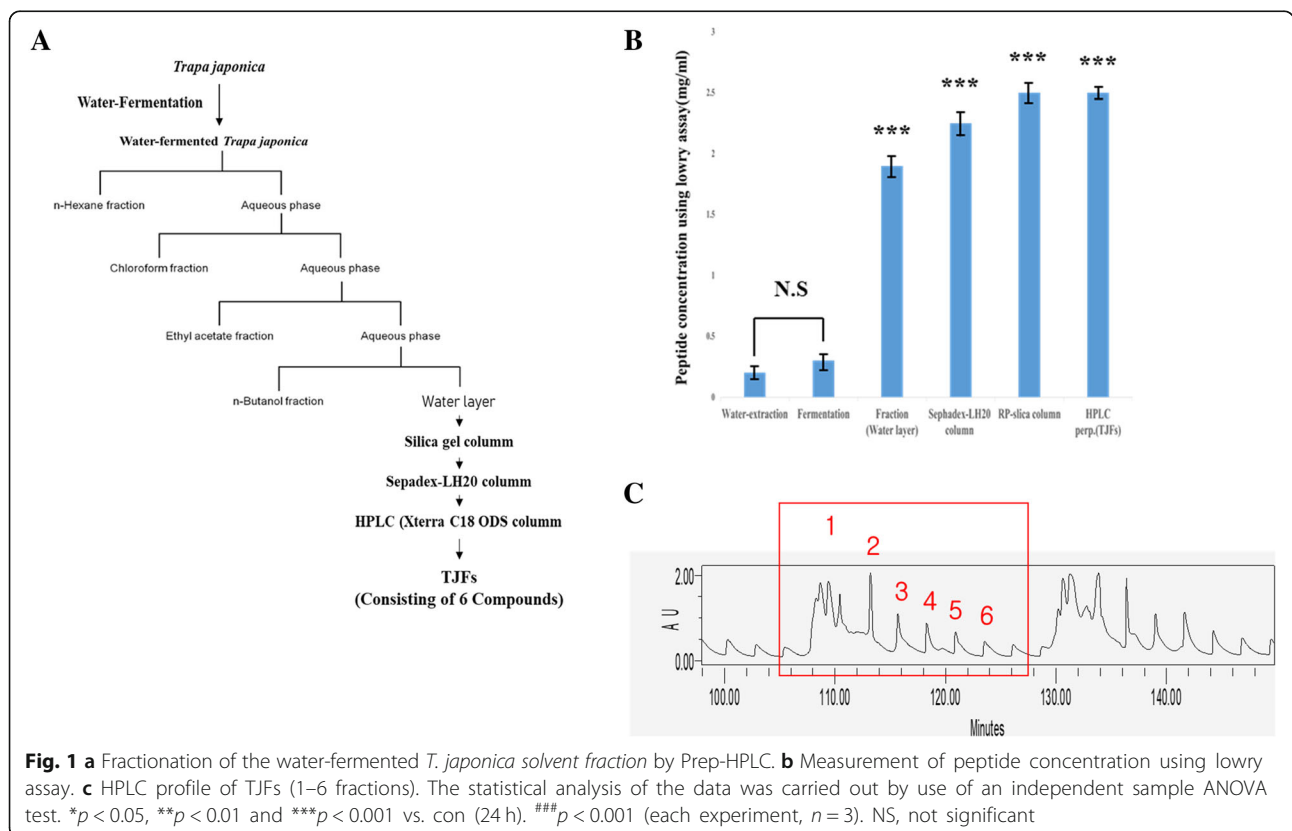 A
Trapa japonica
Water-Fermentation
Water-fermented Trapa japonica
n-Hexane fraction Aqueous phase
Chloroform fraction Aqueous phase
Ethyl acetate fraction Aqueous phase
n-Butanol fraction Water layer
Silica gel columm
Sepadex-LH20 columm
HPLC (Xterra C18 ODS columm
TJFs
(Consisting of 6 Compounds)
B
Peptide concentration using lowry assay(mg/ml)
3
2.5
2
1.5
1
0.5
0
N.S
*** *** *** ***
Water-extraction Fermentation Fraction (Water layer) Sephadex-LH20 column RP-slica column HPLC perp.(TJFs)
C
1 2 3 4 5 6
AU
2.00
0.00
100.00 110.00 120.00 130.00 140.00
Minutes
Fig. 1 a Fractionation of the water-fermented T. japonica solvent fraction by Prep-HPLC. b Measurement of peptide concentration using lowry
assay. c HPLC profile of TJFs (1–6 fractions). The statistical analysis of the data was carried out by use of an independent sample ANOVA
test. *p < 0.05, **p < 0.01 and ***p < 0.001 vs. con (24 h). ###p < 0.001 (each experiment, n = 3). NS, not significant